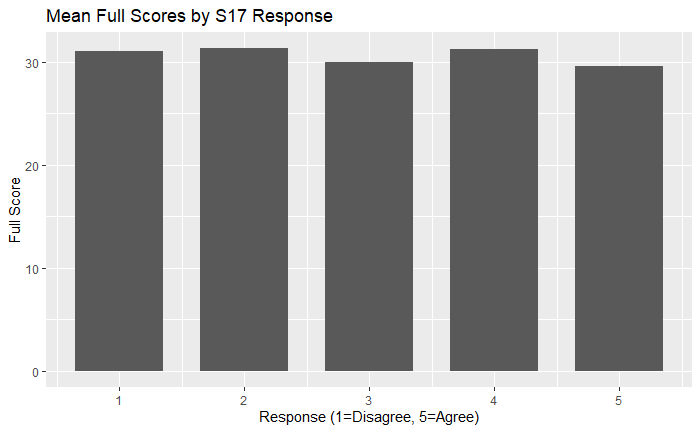 Mean Full Scores by S17 Response
Full Score
30
20
10
0
1 2 3 4 5
Response (1=Disagree, 5=Agree)